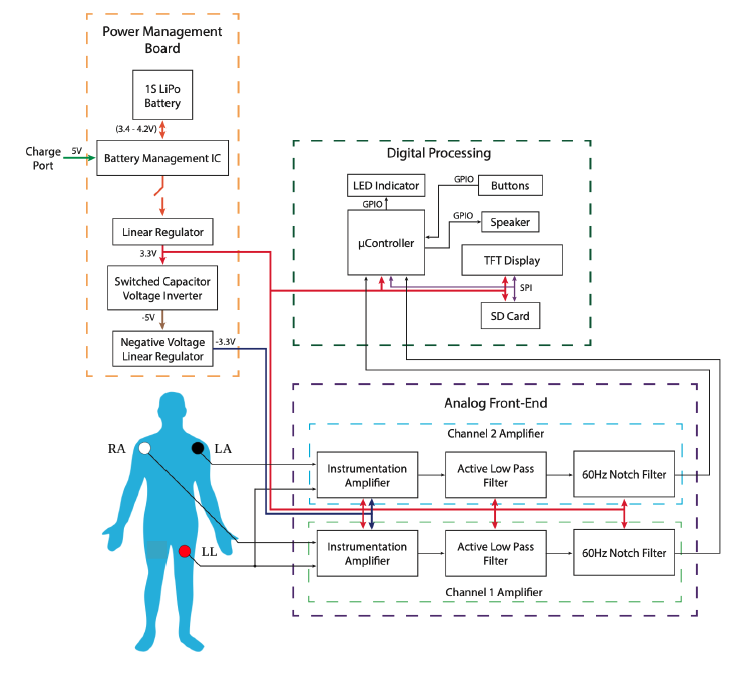 Power Management
Board
1S LiPo
Battery
(3.4 - 4.2V)
Charge
Port
5V
Battery Management IC
Linear Regulator
3.3V
Switched Capacitor
Voltage Inverter
-5V
Negative Voltage
Linear Regulator
-3.3V
Digital Processing
LED Indicator
GPIO
Buttons
GPIO
GPIO
Speaker
µController
TFT Display
SPI
SD Card
RA
LA
LL
Analog Front-End
Channel 2 Amplifier
Instrumentation
Amplifier
Active Low Pass
Filter
60Hz Notch Filter
Instrumentation
Amplifier
Active Low Pass
Filter
60Hz Notch Filter
Channel 1 Amplifier